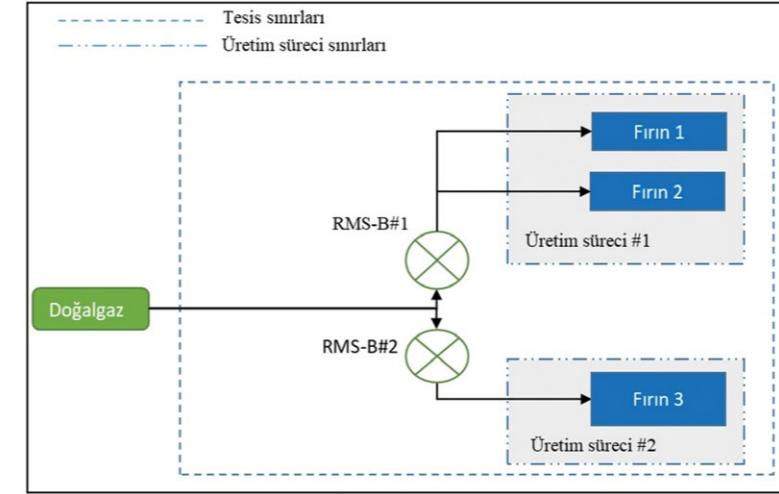 Tesis sınırları
Üretim süreci sınırları
Fırın 1
Fırın 2
RMS-B#1
Üretim süreci #1
Doğalgaz
RMS-B#2
Fırın 3
Üretim süreci #2